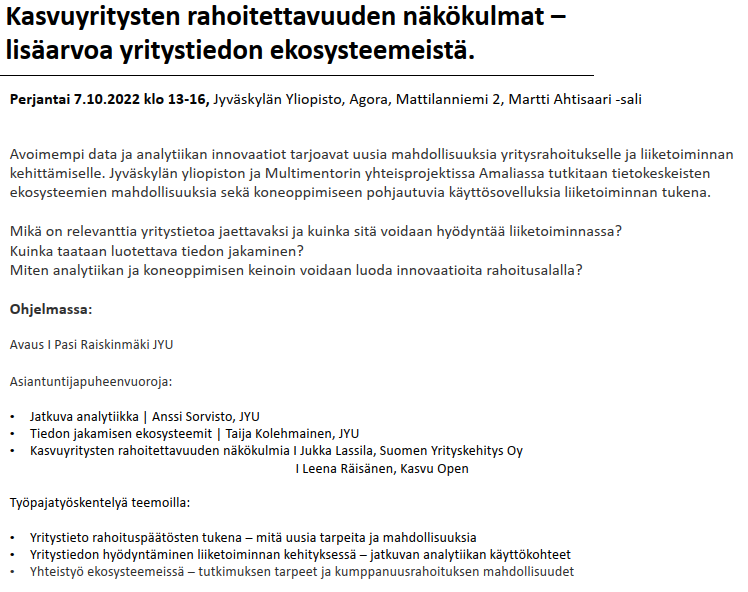 Kasvuyritysten rahoitettavuuden näkökulmat –
lisäarvoa yritystiedon ekosysteemeistä.
Perjantai 7.10.2022 klo 13-16, Jyväskylän Yliopisto, Agora, Mattilanniemi 2, Martti Ahtisaari -sali
Avoimempi data ja analytiikan innovaatiot tarjoavat uusia mahdollisuuksia yritysrahoitukselle ja liiketoiminnan
kehittämiselle. Jyväskylän yliopiston ja Multimentorin yhteisprojektissa Amaliassa tutkitaan tietokeskeisten
ekosysteemien mahdollisuuksia sekä koneoppimiseen pohjautuvia käyttösovelluksia liiketoiminnan tukena.
Mikä on relevanttia yritystietoa jaettavaksi ja kuinka sitä voidaan hyödyntää liiketoiminnassa?
Kuinka taataan luotettava tiedon jakaminen?
Miten analytiikan ja koneoppimisen keinoin voidaan luoda innovaatioita rahoitusalalla?
Ohjelmassa:
Avaus I Pasi Raiskinmäki JYU
Asiantuntijapuheenvuoroja:
• Jatkuva analytiikka | Anssi Sorvisto, JYU
• Tiedon jakamisen ekosysteemit | Taija Kolehmainen, JYU
• Kasvuyritysten rahoitettavuuden näkökulmia I Jukka Lassila, Suomen Yrityskehitys Oy
I Leena Räisänen, Kasvu Open
Työpajatyöskentelyä teemoilla:
• Yritystieto rahoituspäätösten tukena – mitä uusia tarpeita ja mahdollisuuksia
• Yritystiedon hyödyntäminen liiketoiminnan kehityksessä – jatkuvan analytiikan käyttökohteet
• Yhteistyö ekosysteemeissä – tutkimuksen tarpeet ja kumppanuusrahoituksen mahdollisuudet